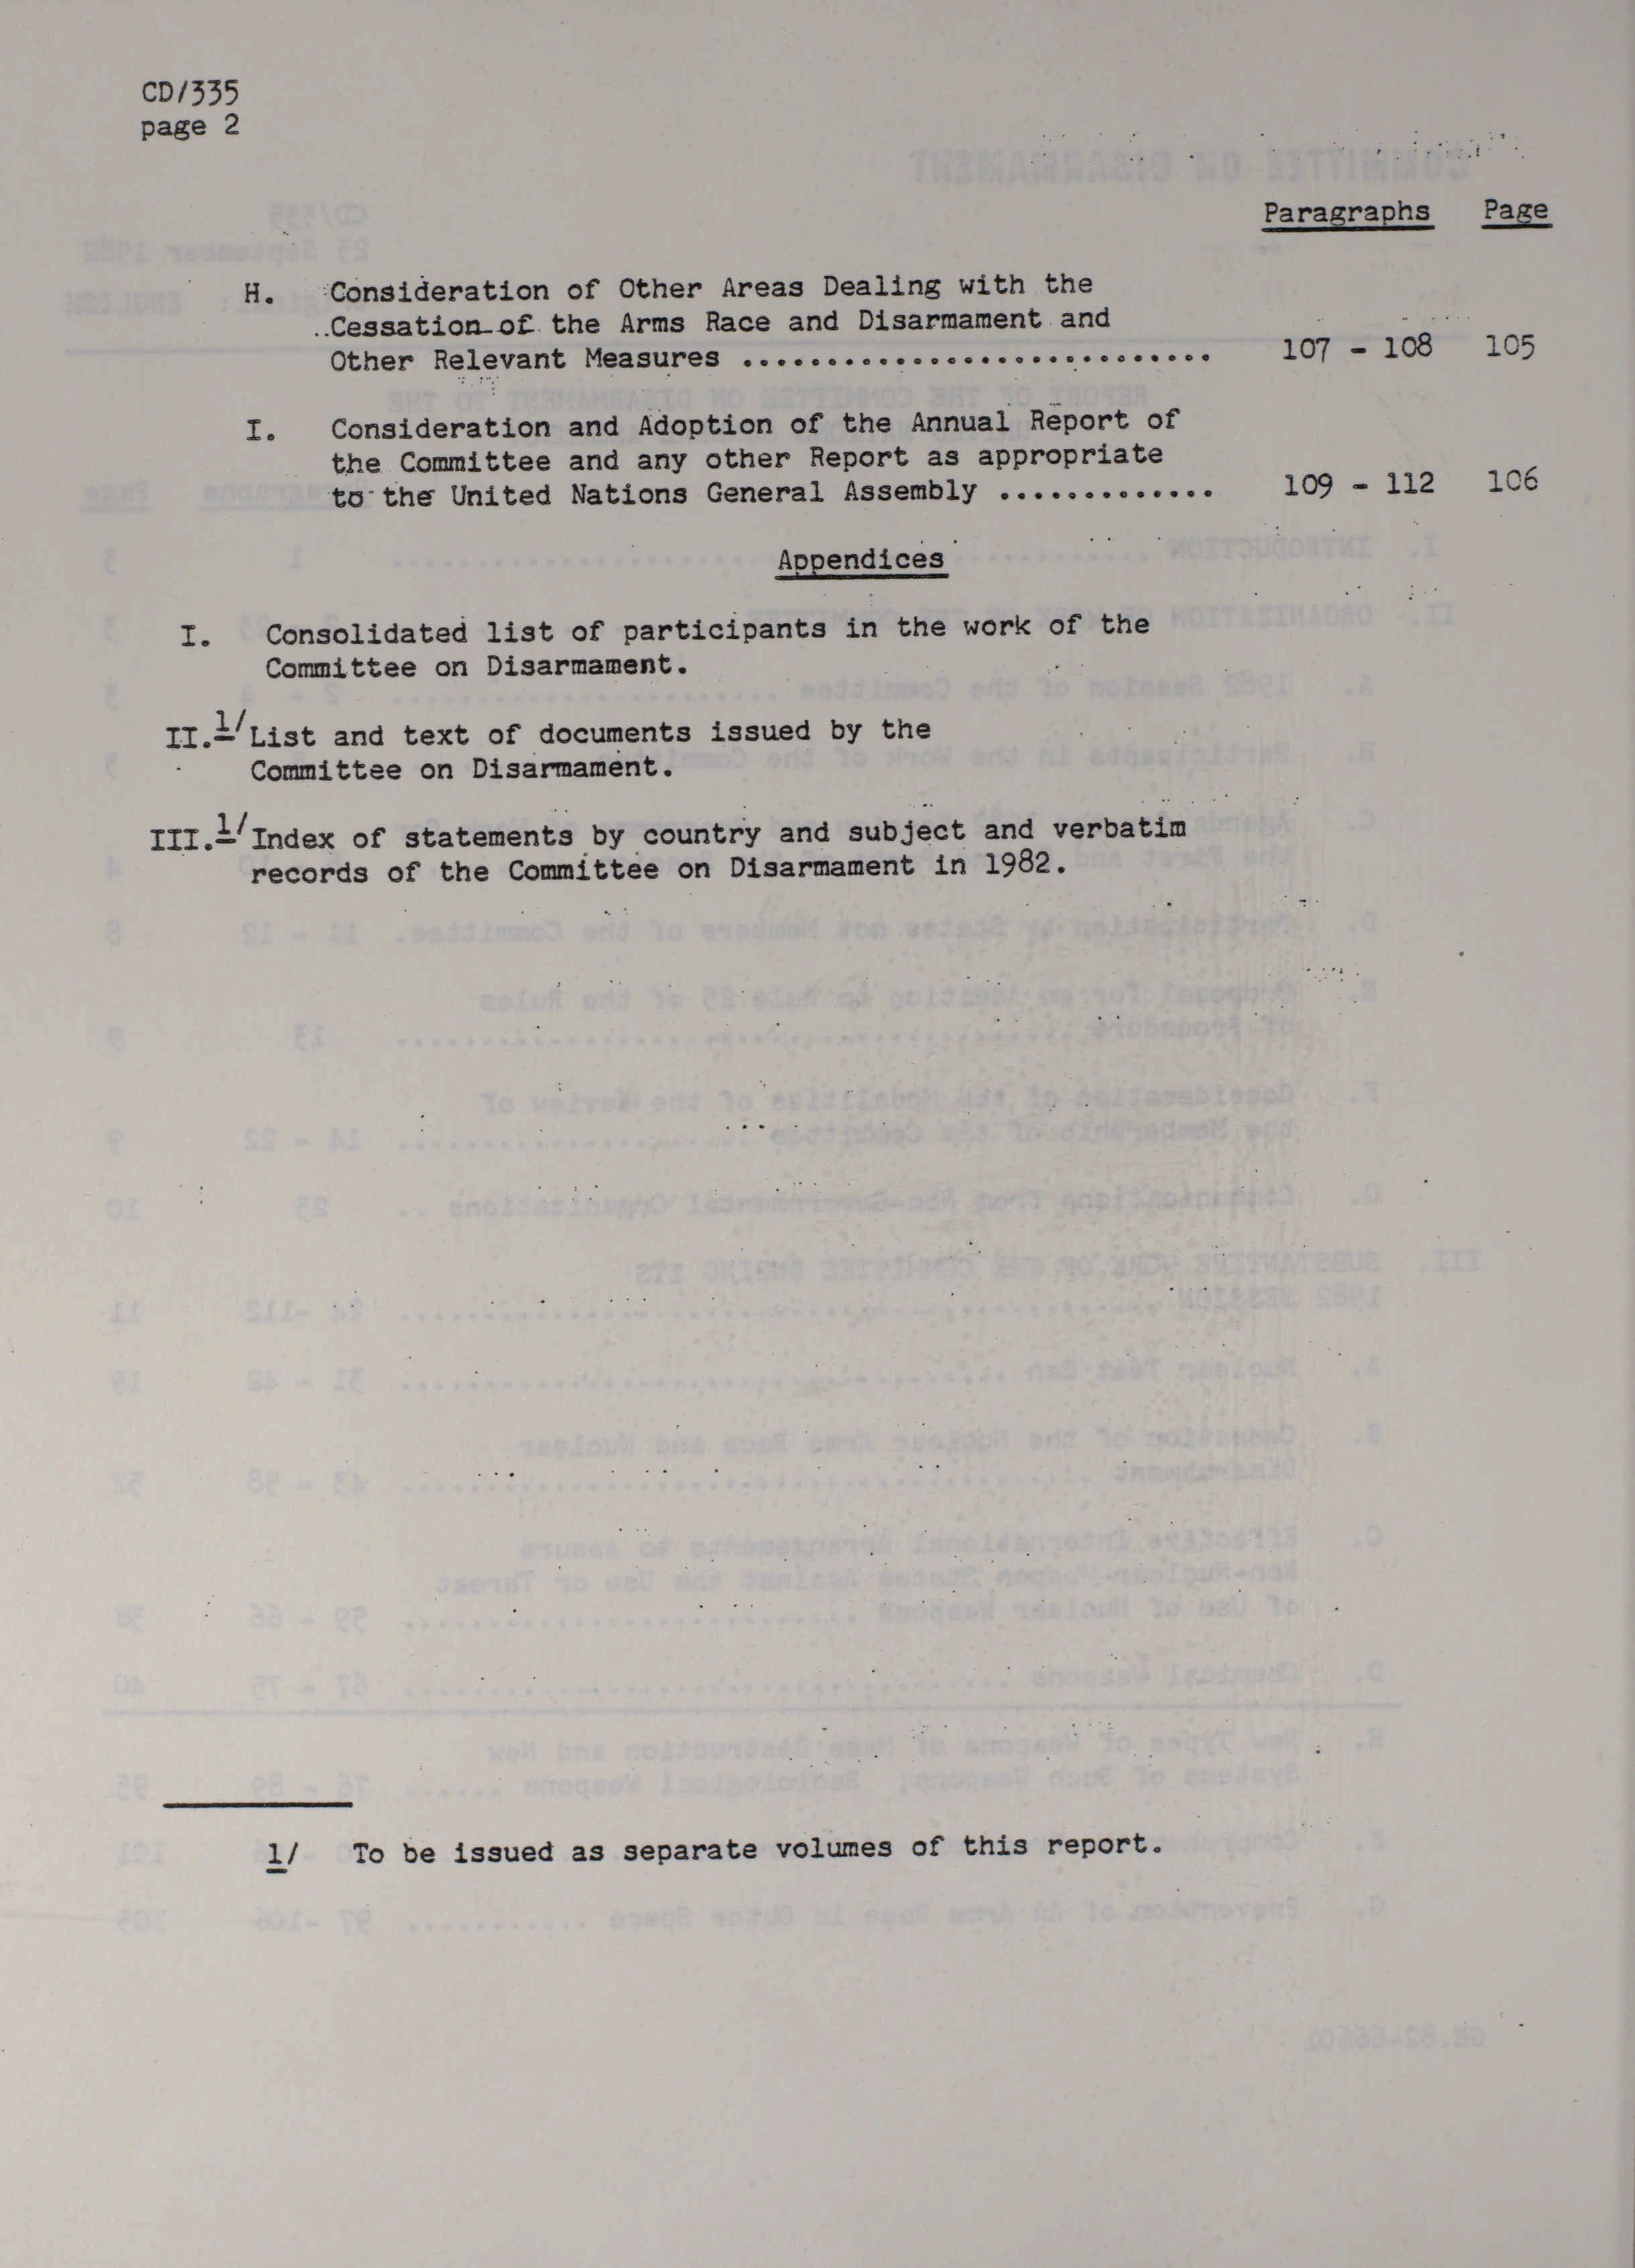 CD/335
page 2
Paragraphs Page
H. Consideration of Other Areas Dealing with the
Cessation of the Arms Race and Disarmament and
Other Relevant Measures .............................. 107 - 108 105
I. Consideration and Adoption of the Annual Report of
the Committee and any other Report as appropriate
to the United Nations General Assembly ............. 109 - 112 106
Appendices
I. Consolidated list of participants in the work of the
Committee on Disarmament.
II.1/ List and text of documents issued by the
Committee on Disarmament.
III.1/ Index of statements by country and subject and verbatim
records of the Committee on Disarmament in 1982.
1/ To be issued as separate volumes of this report.